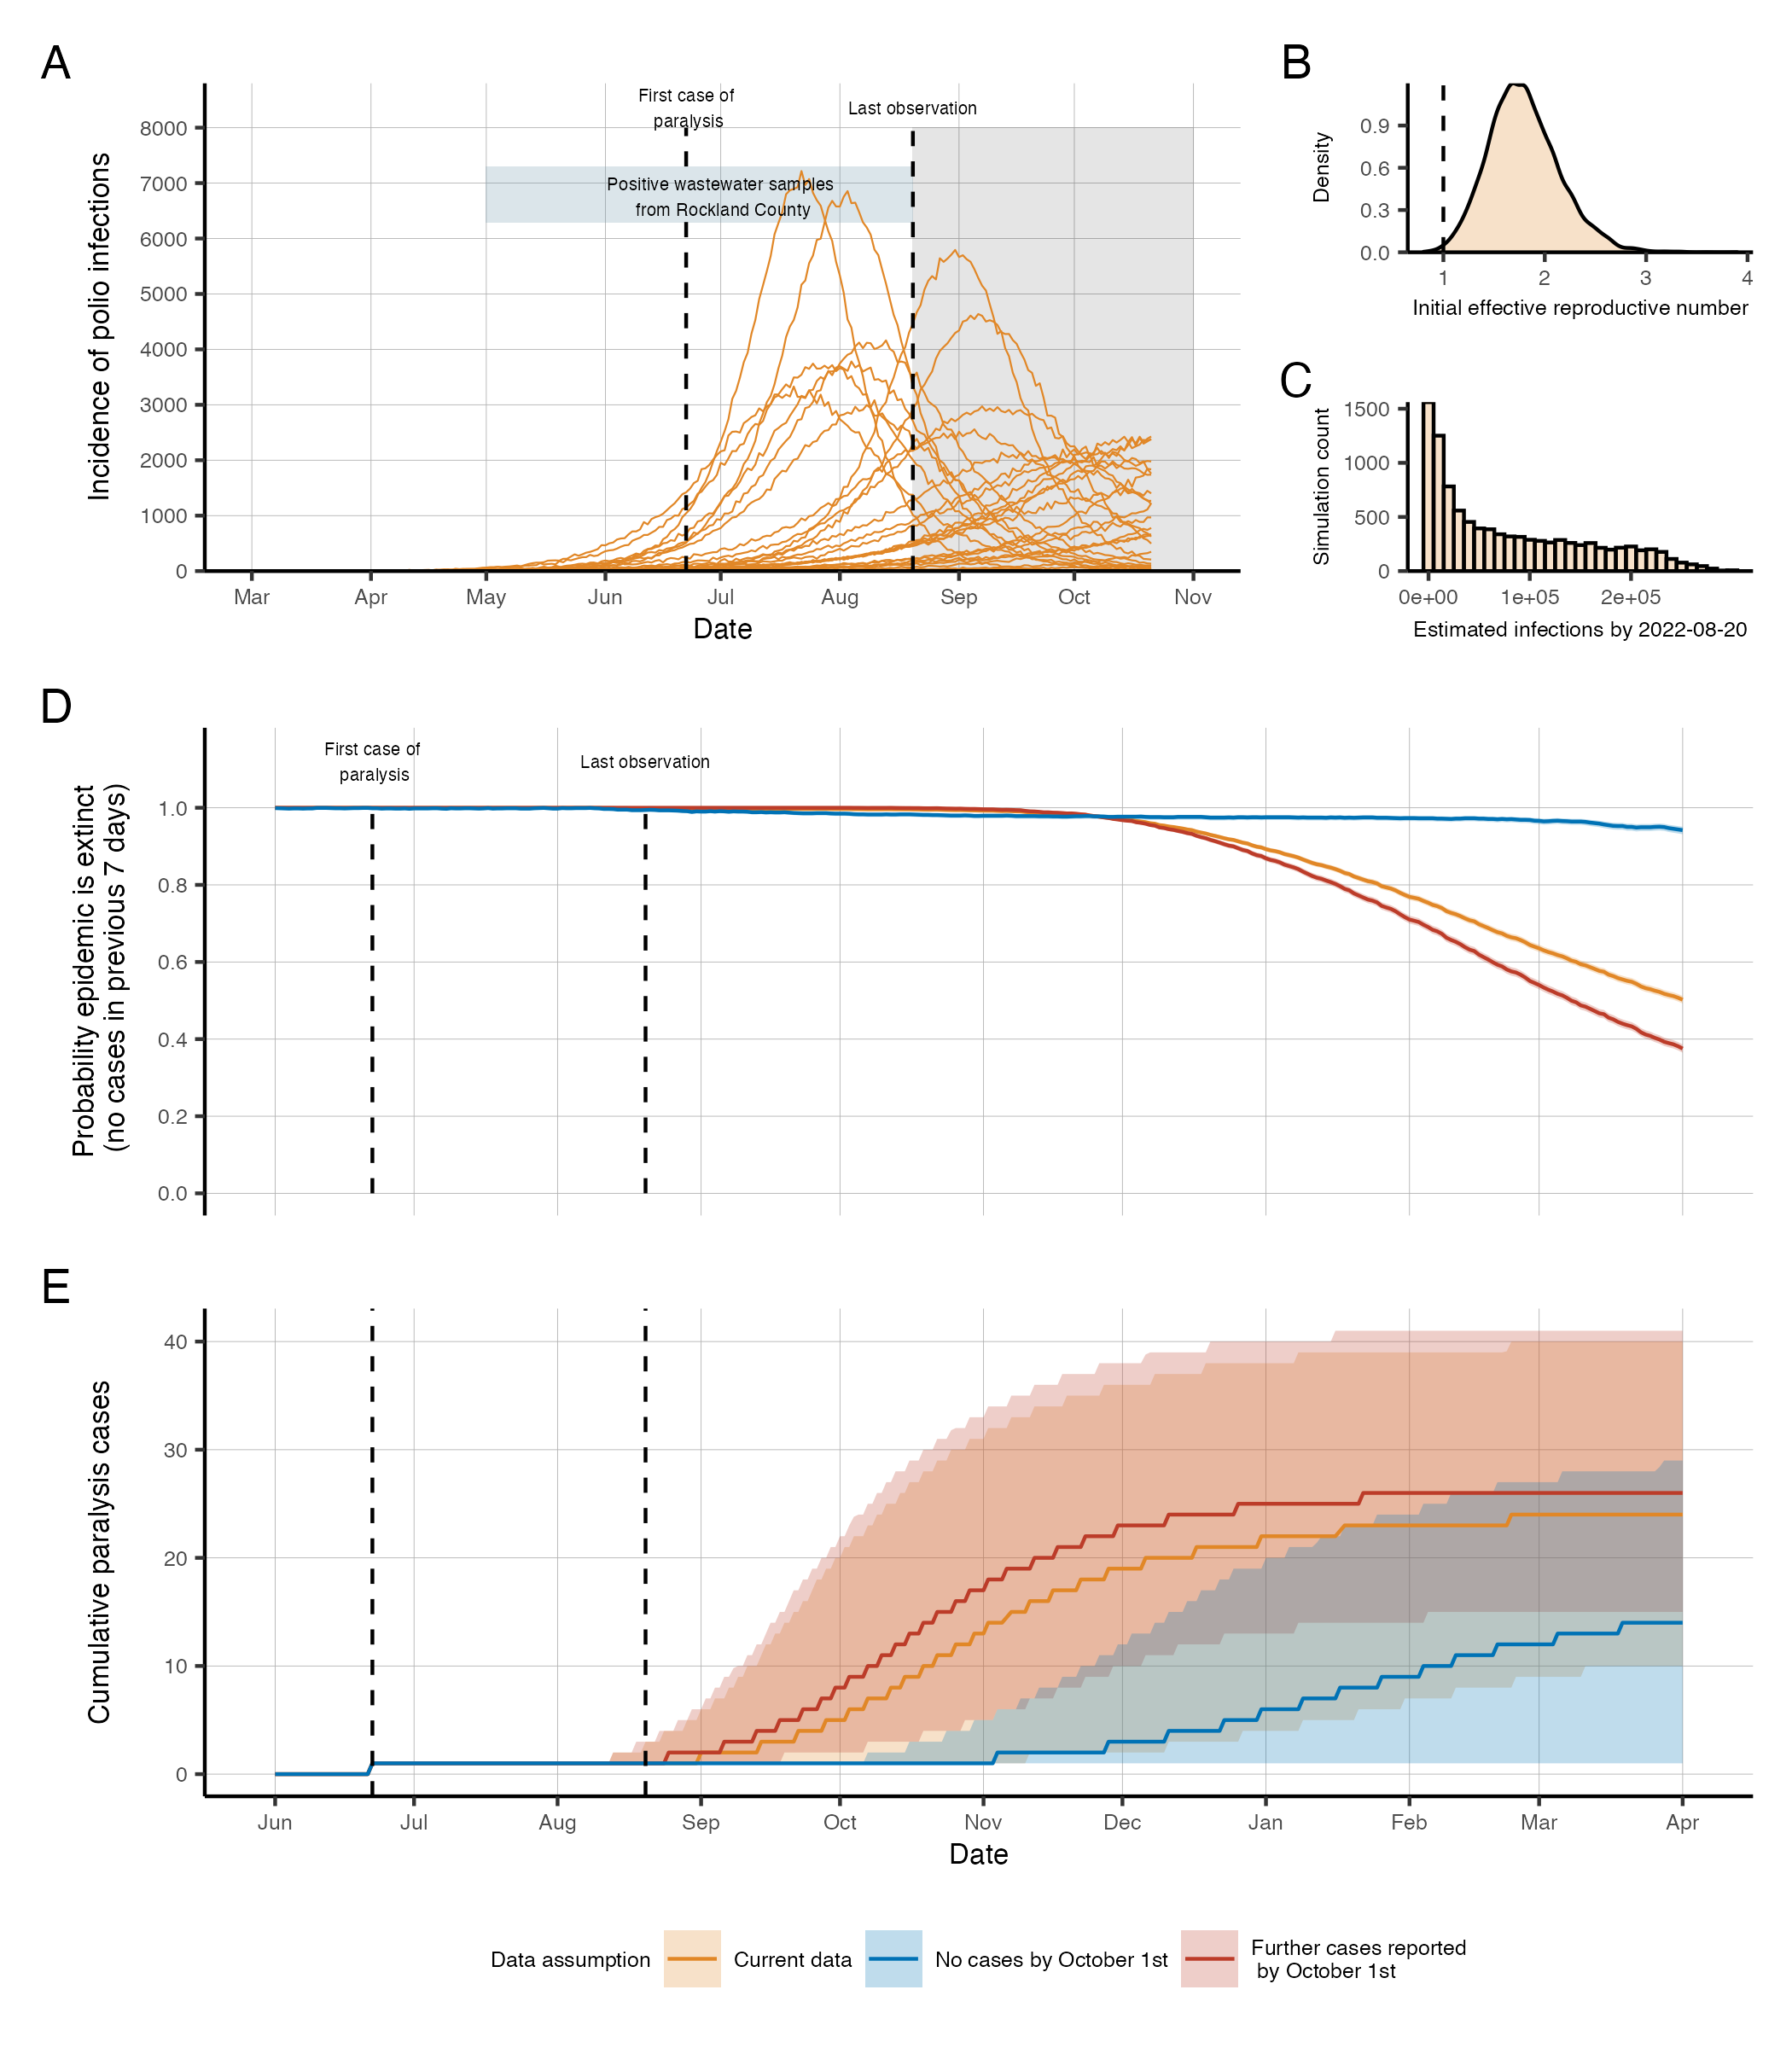 A
First case of
paralysis
Last observation
Positive wastewater samples
from Rockland County
Incidence of polio infections
8000
7000
6000
5000
4000
3000
2000
1000
0
Mar Apr May Jun Jul Aug Sep Oct Nov
Date
B
Density
0.9
0.6
0.3
0.0
1 2 3 4
Initial effective reproductive number
C
Simulation count
1500
1000
500
0
0e+00 1e+05 2e+05
Estimated infections by 2022-08-20
D
First case of
paralysis
Last observation
Probability epidemic is extinct
(no cases in previous 7 days)
1.0
0.8
0.6
0.4
0.2
0.0
E
Cumulative paralysis cases
40
30
20
10
0
Jun Jul Aug Sep Oct Nov Dec Jan Feb Mar Apr
Date
Data assumption Current data No cases by October 1st Further cases reported
by October 1st